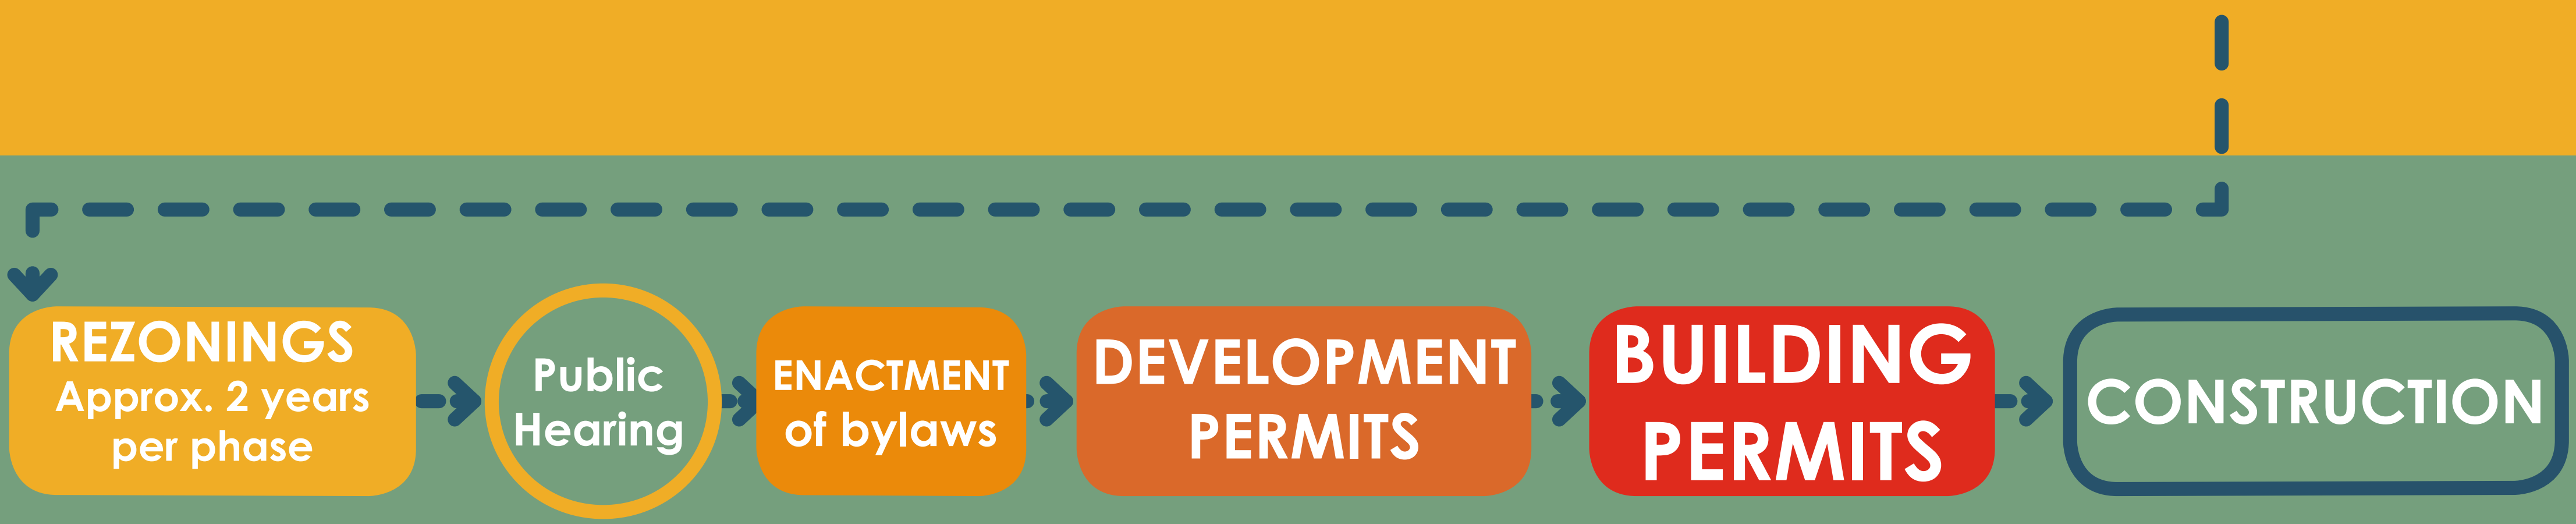 REZONINGS
Approx. 2 years
per phase
Public
Hearing
ENACTMENT
of bylaws
DEVELOPMENT
PERMITS
BUILDING
PERMITS
CONSTRUCTION